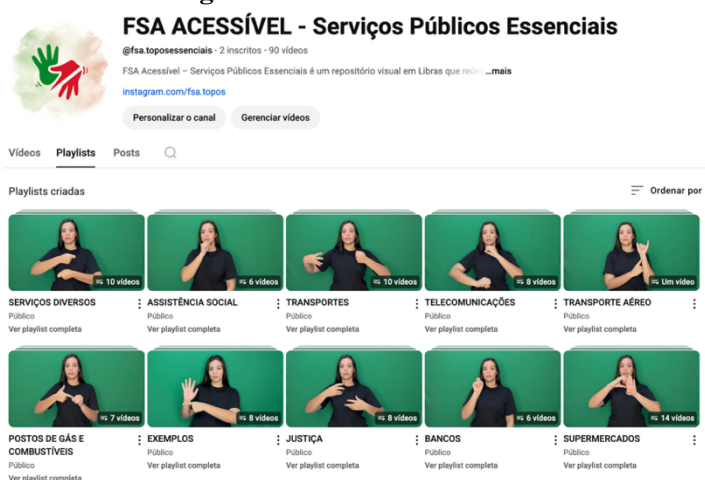 FSA ACESSÍVEL - Serviços Públicos Essenciais
@fsa.toposessenciais · 2 inscritos · 90 vídeos
FSA Acessível – Serviços Públicos Essenciais é um repositório visual em Libras que reún ...mais
instagram.com/fsa.topos
Personalizar o canal Gerenciar vídeos
Vídeos Playlists Posts
Playlists criadas Ordenar por
10 vídeos 6 vídeos 10 vídeos 8 vídeos Um vídeo
SERVIÇOS DIVERSOS ASSISTÊNCIA SOCIAL TRANSPORTES TELECOMUNICAÇÕES TRANSPORTE AÉREO
Público Público Público Público Público
Ver playlist completa Ver playlist completa Ver playlist completa Ver playlist completa Ver playlist completa
7 vídeos 8 vídeos 8 vídeos 6 vídeos 14 vídeos
POSTOS DE GÁS E EXEMPLOS JUSTIÇA BANCOS SUPERMERCADOS
COMBUSTÍVEIS Público Público Público Público
Público Ver playlist completa Ver playlist completa Ver playlist completa Ver playlist completa
Ver playlist completa